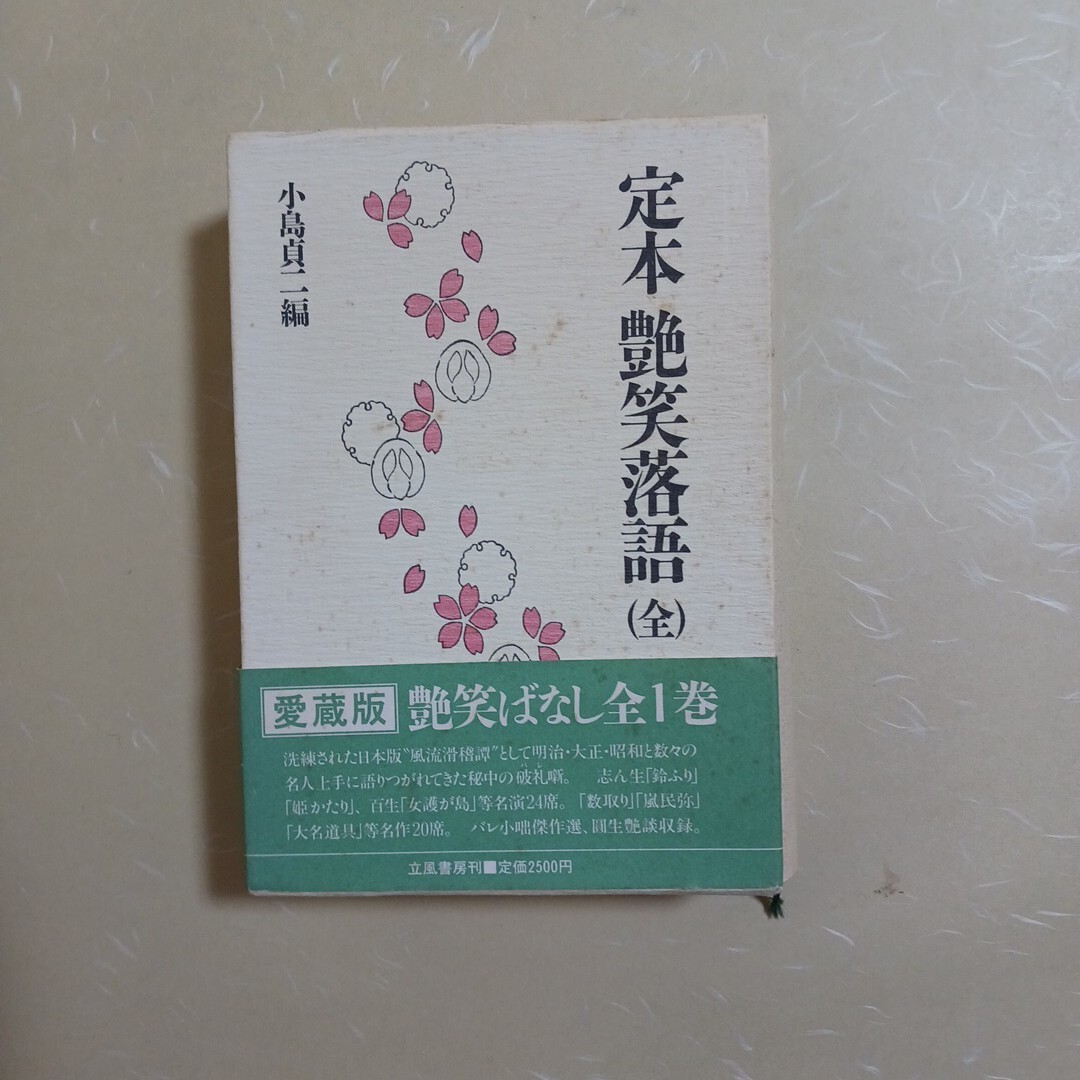 定本 艶笑落語(全)
小島貞二編
愛蔵版 艶笑ばなし全1巻
洗練された日本版〝風流滑稽譚〟として明治・大正・昭和と数々の
名人上手に語りつがれてきた秘中の破礼噺。 志ん生「鈴ふり」
「姫かたり」、百生「女護が島」等名演24席。「数取り」「嵐民弥」
「大名道具」等名作20席。 バレ小咄傑作選、圓生艶談収録。
立風書房刊■定価2500円